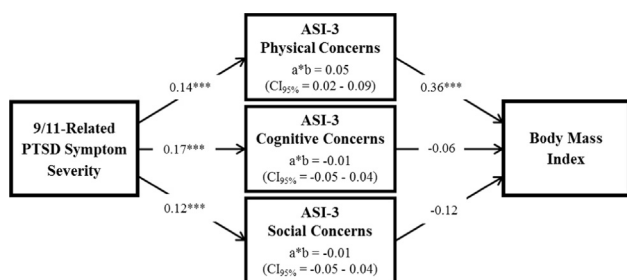 ASI-3
Physical Concerns
a*b = 0.05
(CI95% = 0.02 - 0.09)
0.14***
0.36***
9/11-Related
PTSD Symptom
Severity
0.17***
ASI-3
Cognitive Concerns
a*b = -0.01
(CI95% = -0.05 - 0.04)
-0.06
Body Mass
Index
0.12***
-0.12
ASI-3
Social Concerns
a*b = -0.01
(CI95% = -0.05 - 0.04)